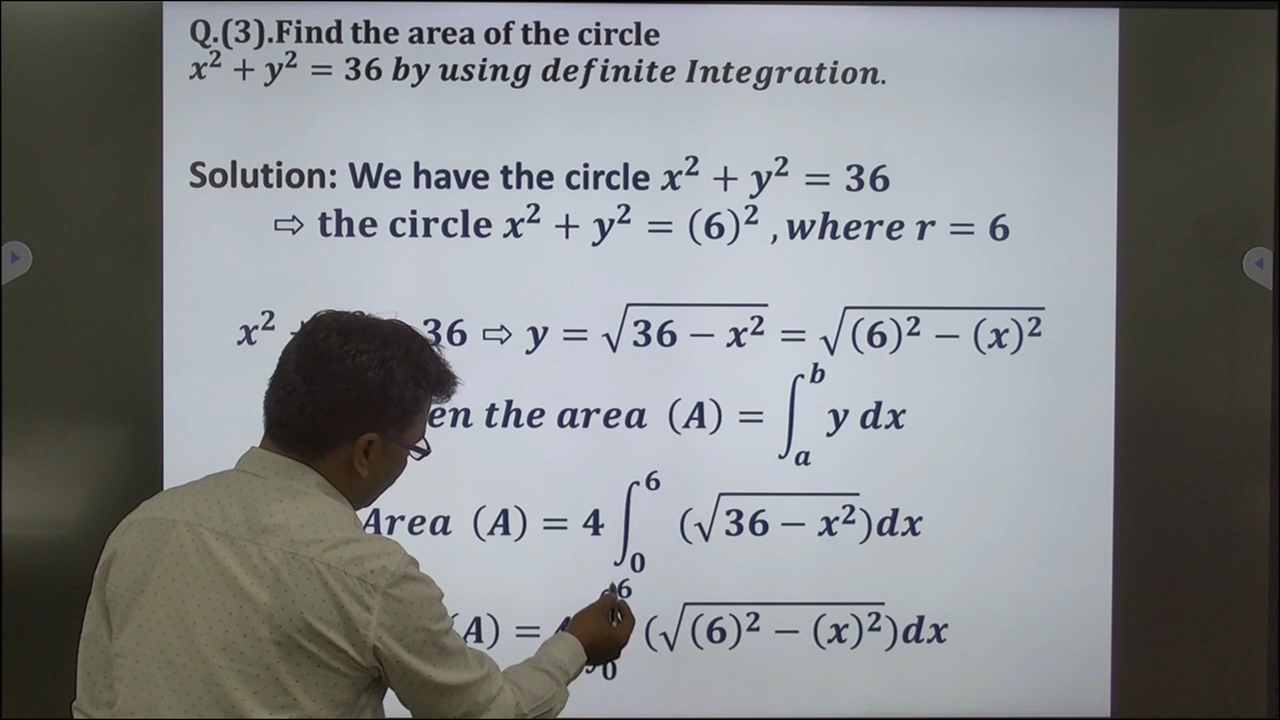 Q.(3).Find the area of the circle
x² + y² = 36 by using definite Integration.
Solution: We have the circle x² + y² = 36
⇨ the circle x² + y² = (6)² , where r = 6
x² 36 ⇨ y = √(36 − x²) = √((6)² − (x)²)
en the area (A) = ∫ₐᵇ y dx
Area (A) = 4 ∫₀⁶ (√(36 − x²))dx
(A) = ∫₀⁶ (√((6)² − (x)²))dx